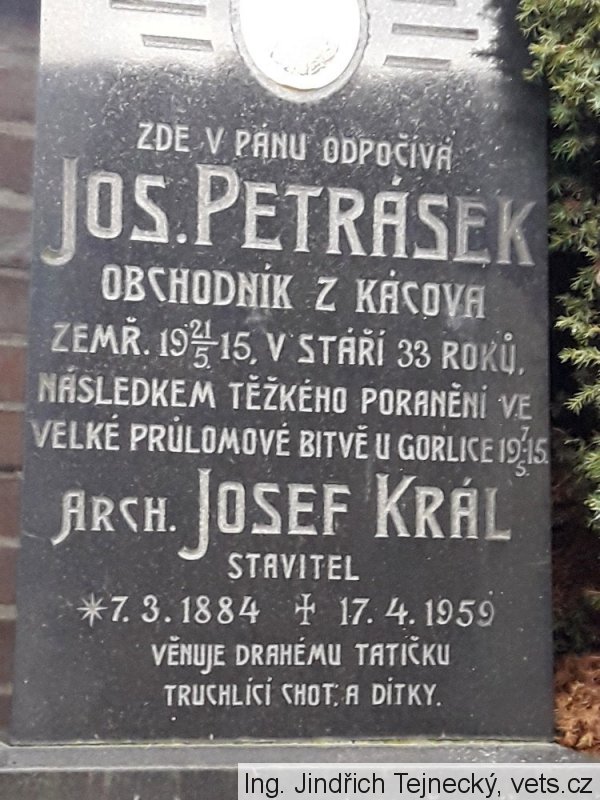 ZDE V PÁNU ODPOČÍVÁ
JOS. PETRÁSEK
OBCHODNÍK Z KÁCOVA
ZEMŘ. 19 21/5. 15, V STÁŘÍ 33 ROKŮ,
NÁSLEDKEM TĚŽKÉHO PORANĚNÍ VE
VELKÉ PRŮLOMOVÉ BITVĚ U GORLICE 19 7/5. 15.
ARCH. JOSEF KRÁL
STAVITEL
* 7. 3. 1884 ✝ 17. 4. 1959
VĚNUJE DRAHÉMU TATÍČKU
TRUCHLÍCÍ CHOŤ, A DÍTKY.
Ing. Jindřich Tejnecký, vets.cz